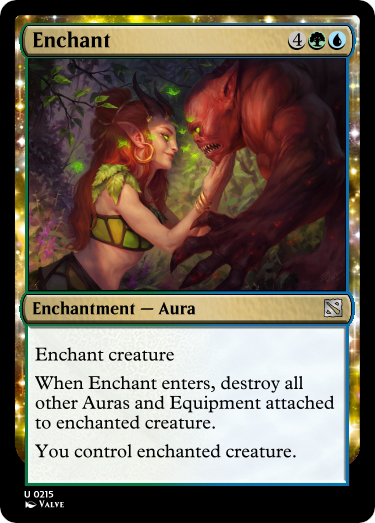 Enchant 4
Enchantment — Aura
Enchant creature
When Enchant enters, destroy all
other Auras and Equipment attached
to enchanted creature.
You control enchanted creature.
U 0215
VALVE